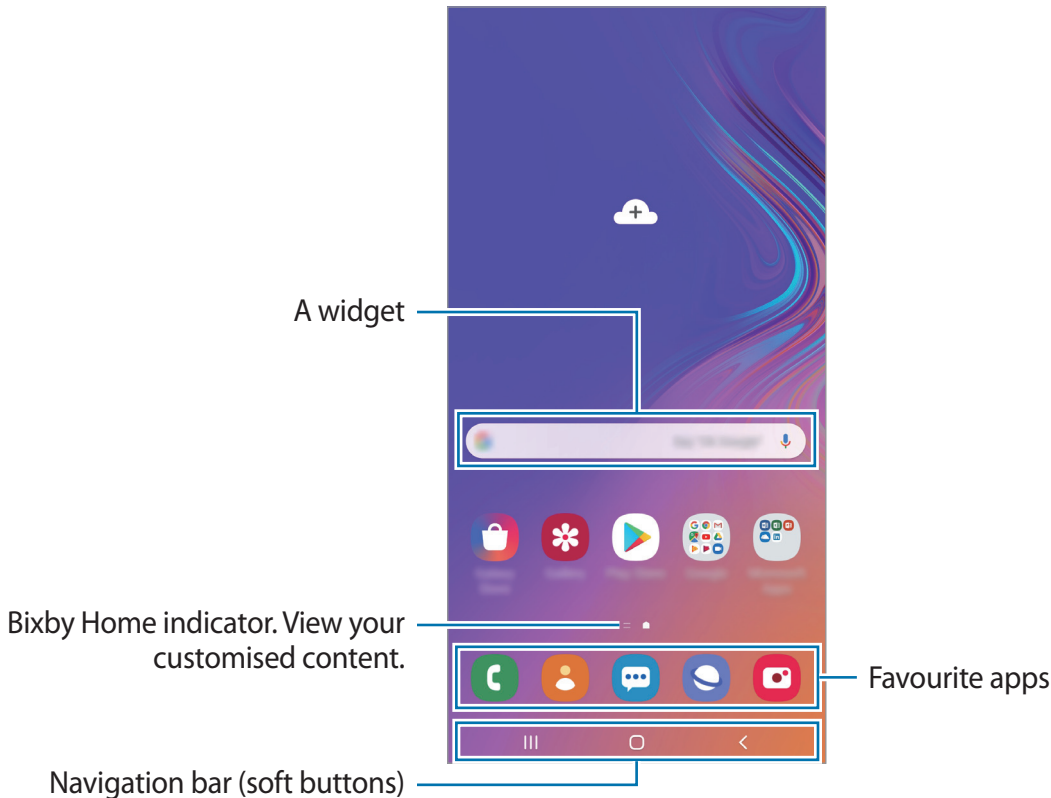 A widget
Bixby Home indicator. View your
customised content.
Favourite apps
Navigation bar (soft buttons)